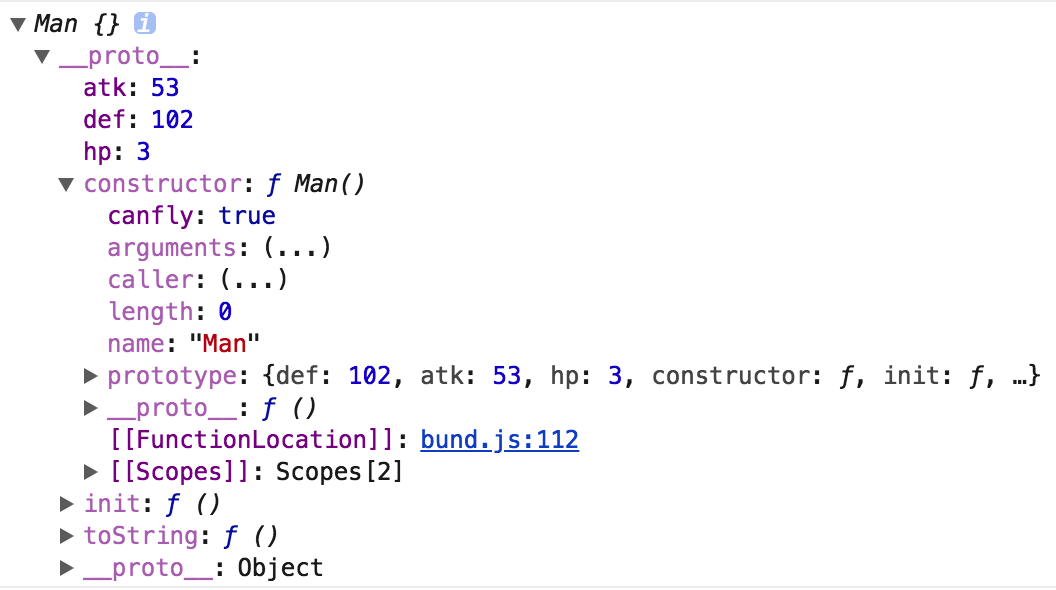 ▼ Man {} i
▼ __proto__:
atk: 53
def: 102
hp: 3
▼ constructor: ƒ Man()
canfly: true
arguments: (...)
caller: (...)
length: 0
name: "Man"
▶ prototype: {def: 102, atk: 53, hp: 3, constructor: ƒ, init: ƒ, …}
▶ __proto__: ƒ ()
[[FunctionLocation]]: bund.js:112
▶ [[Scopes]]: Scopes[2]
▶ init: ƒ ()
▶ toString: ƒ ()
▶ __proto__: Object